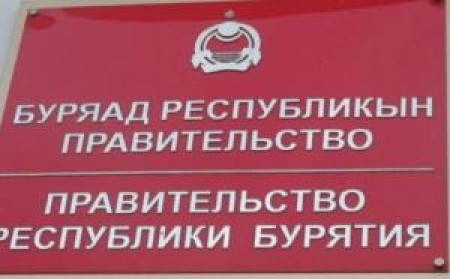 БУРЯАД РЕСПУБЛИКЫН
ПРАВИТЕЛЬСТВО
ПРАВИТЕЛЬСТВО
РЕСПУБЛИКИ БУРЯТИЯ